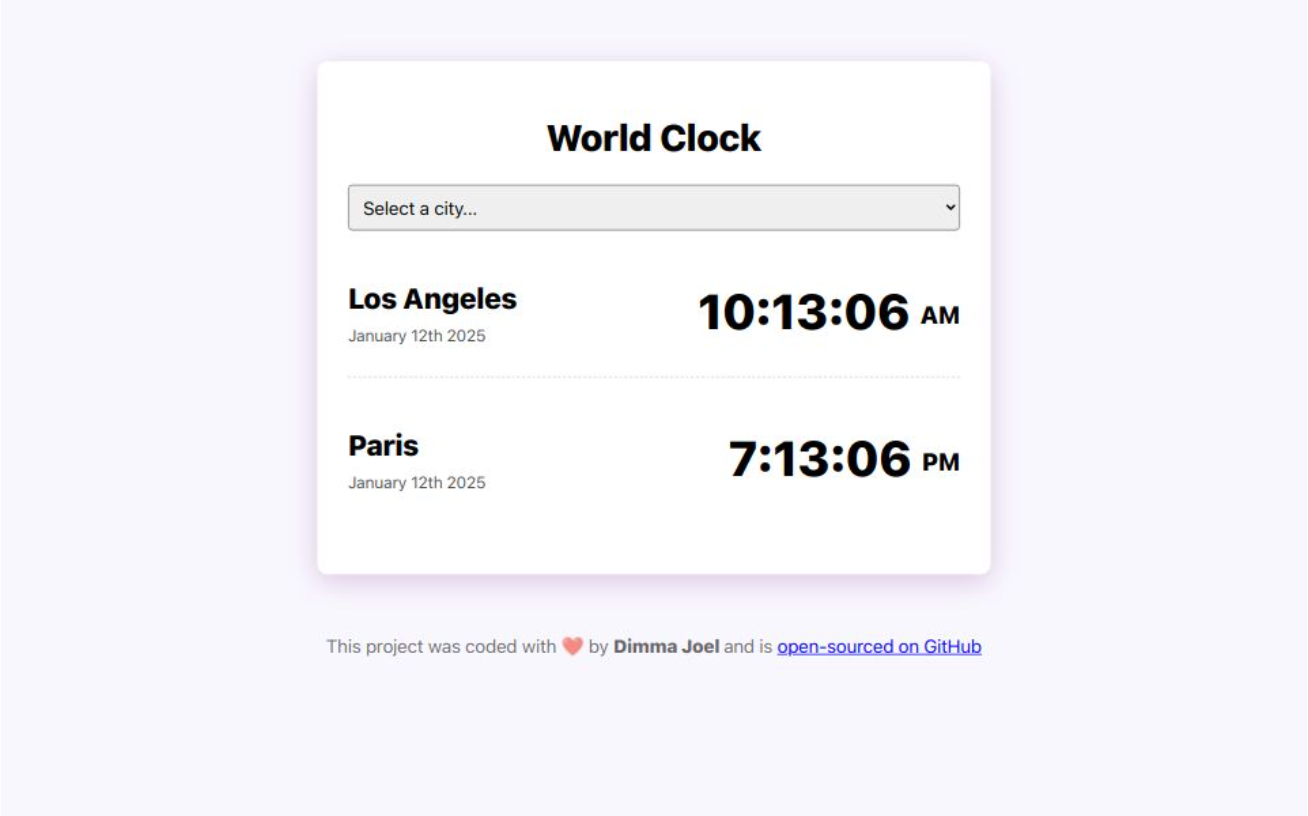 World Clock
Select a city...
Los Angeles
10:13:06 AM
January 12th 2025
Paris
7:13:06 PM
January 12th 2025
This project was coded with ❤️ by Dimma Joel and is open-sourced on GitHub